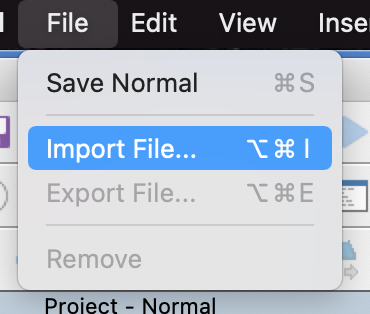 File Edit View Inse
Save Normal ⌘S
Import File... ⌥⌘I
Export File... ⌥⌘E
Remove
Project - Normal